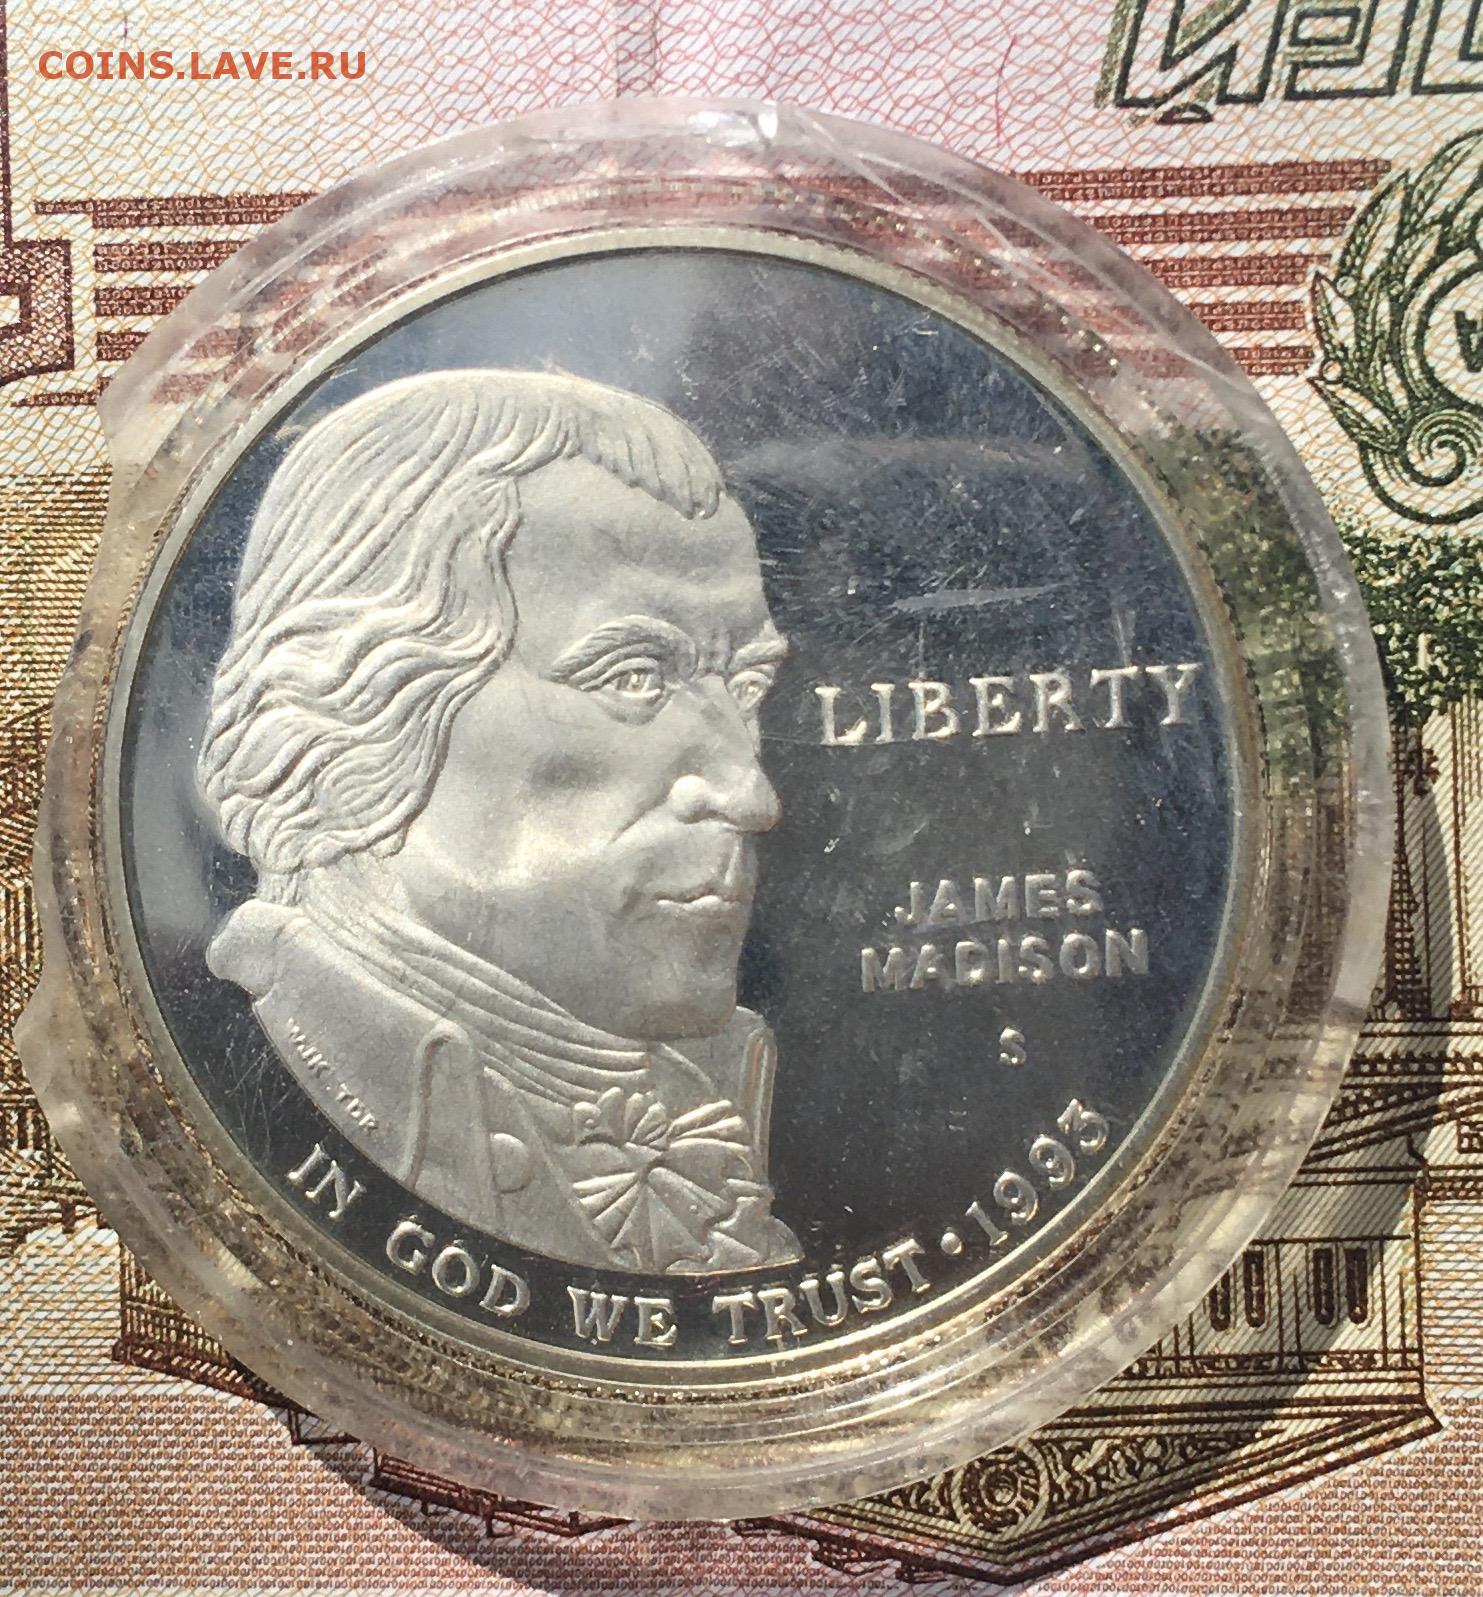 COINS.LAVE.RU
LIBERTY
JAMES
MADISON
S
IN GOD WE TRUST • 1993